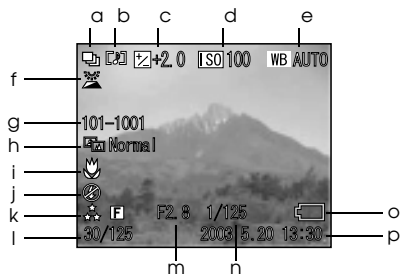 a b c d e
+2.0 ISO 100 WB AUTO
f
g 101-1001
h Normal
i
j
k F F2.8 1/125 o
l 30/125 2003 5.20 13:30 p
m n